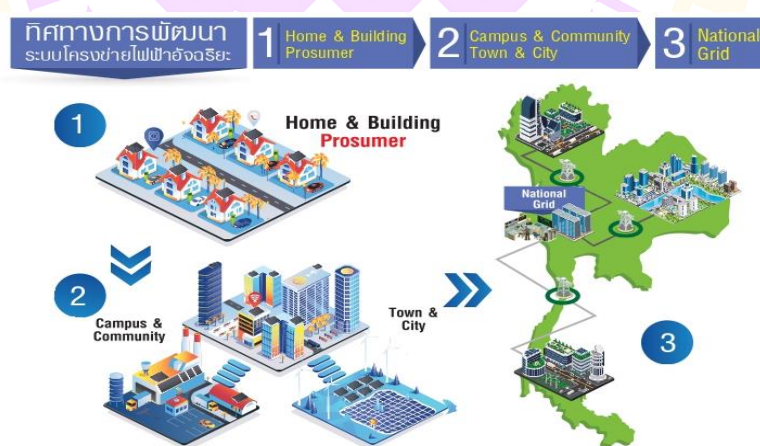 ทิศทางการพัฒนา
ระบบโครงข่ายไฟฟ้าอัจฉริยะ
1 Home & Building
Prosumer
2 Campus & Community
Town & City
3 National
Grid
1
Home & Building
Prosumer
National
Grid
2
Campus &
Community
Town &
City
3